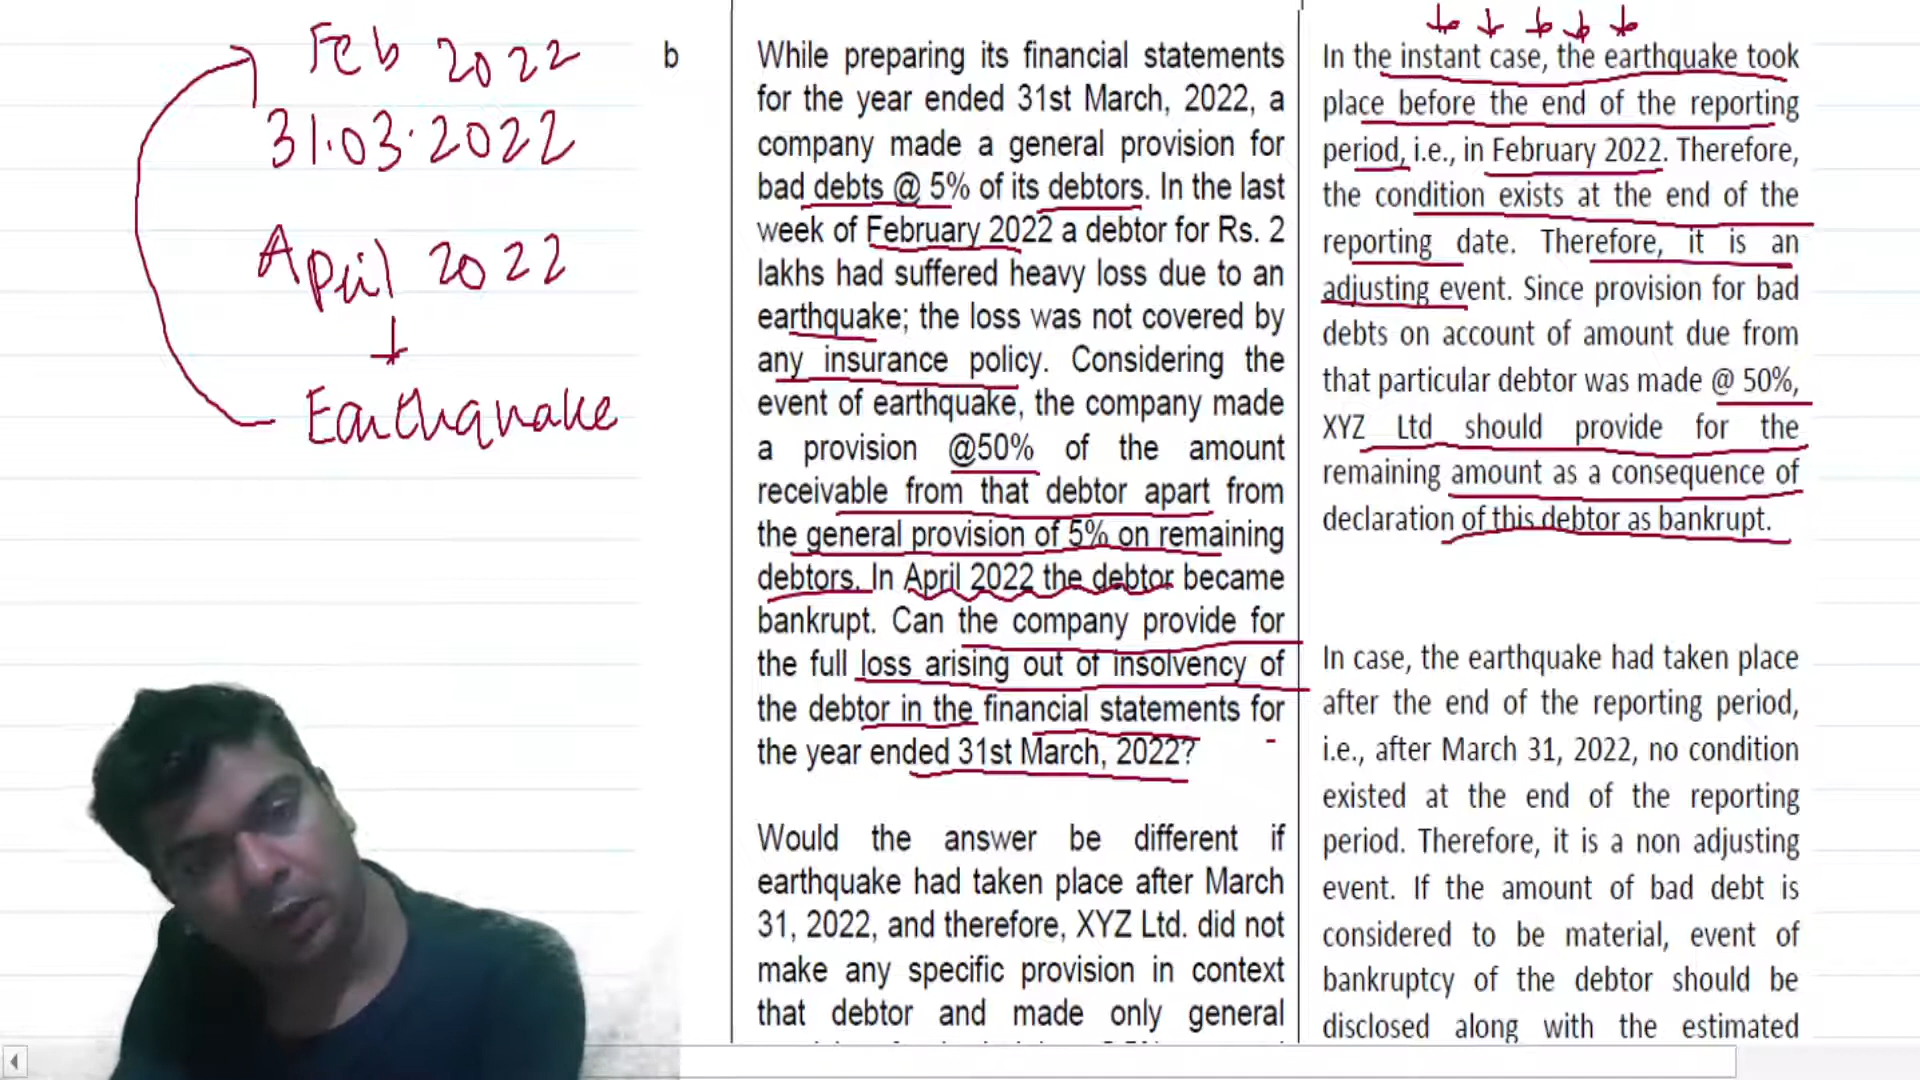 Feb 2022
31.03.2022
April 2022
Earthquake
b
While preparing its financial statements
for the year ended 31st March, 2022, a
company made a general provision for
bad debts @ 5% of its debtors. In the last
week of February 2022 a debtor for Rs. 2
lakhs had suffered heavy loss due to an
earthquake; the loss was not covered by
any insurance policy. Considering the
event of earthquake, the company made
a provision @50% of the amount
receivable from that debtor apart from
the general provision of 5% on remaining
debtors. In April 2022 the debtor became
bankrupt. Can the company provide for
the full loss arising out of insolvency of
the debtor in the financial statements for
the year ended 31st March, 2022?
Would the answer be different if
earthquake had taken place after March
31, 2022, and therefore, XYZ Ltd. did not
make any specific provision in context
that debtor and made only general
In the instant case, the earthquake took
place before the end of the reporting
period, i.e., in February 2022. Therefore,
the condition exists at the end of the
reporting date. Therefore, it is an
adjusting event. Since provision for bad
debts on account of amount due from
that particular debtor was made @ 50%,
XYZ Ltd should provide for the
remaining amount as a consequence of
declaration of this debtor as bankrupt.
In case, the earthquake had taken place
after the end of the reporting period,
i.e., after March 31, 2022, no condition
existed at the end of the reporting
period. Therefore, it is a non adjusting
event. If the amount of bad debt is
considered to be material, event of
bankruptcy of the debtor should be
disclosed along with the estimated